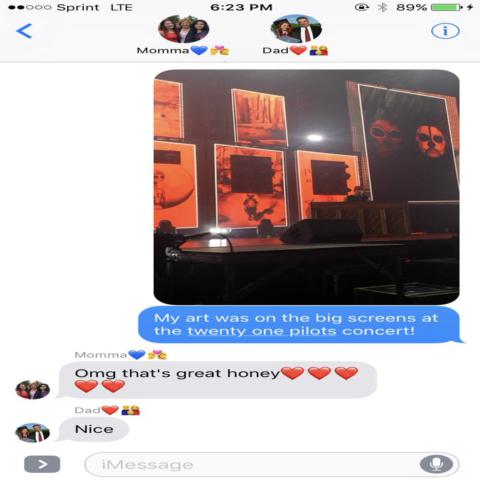 Sprint LTE 6:23 PM 89%
Momma💙💏 Dad❤️👪
My art was on the big screens at
the twenty one pilots concert!
Momma💙💏
Omg that's great honey❤️❤️❤️
❤️❤️
Dad❤️👪
Nice
iMessage